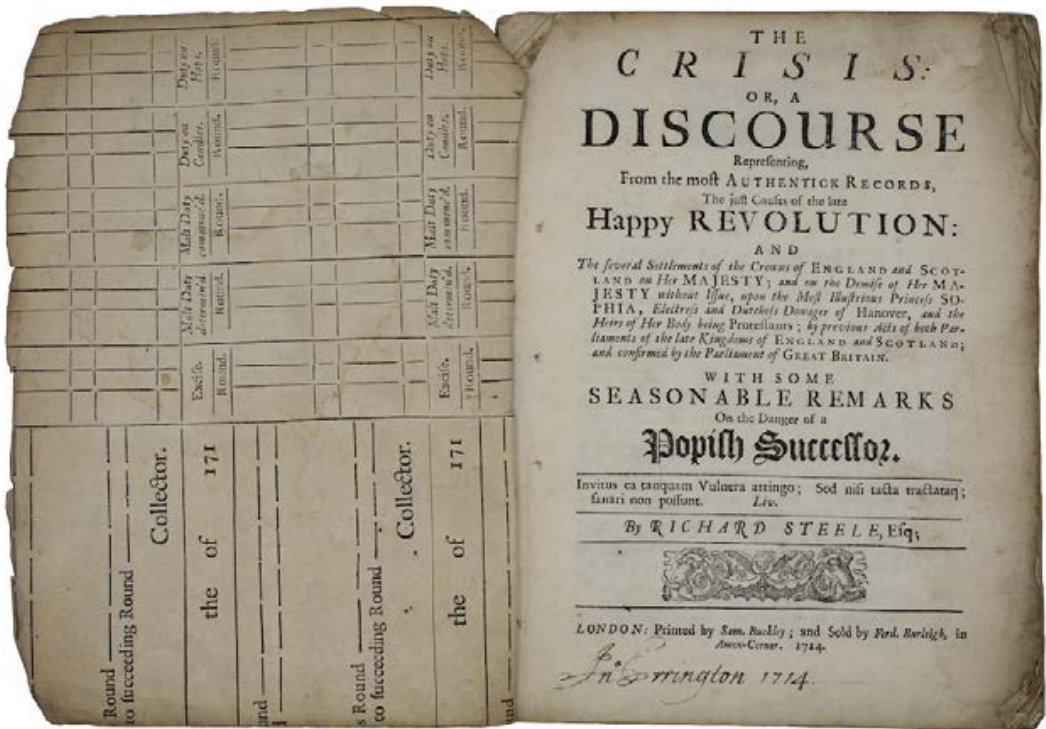 Round
to ſucceeding Round
Collector.
the of 171 Exciſe. Malt Duty determin'd. Malt Duty commenc'd. Duty on Candles. Duty on Hops.
Round. Round. Round. Round. Round.
nd
s Round
to ſucceeding Round
Collector.
the of 171 Exciſe. Malt Duty determin'd. Malt Duty commenc'd. Duty on Candles. Duty on Hops.
Round. Round. Round. Round. Round.
nd
THE
CRISIS:
OR, A
DISCOURSE
Repreſenting,
From the moſt AUTHENTICK RECORDS,
The juſt Cauſes of the late
Happy REVOLUTION:
AND
The ſeveral Settlements of the Crowns of ENGLAND and SCOT-
LAND on Her MAJESTY; and on the Demiſe of Her MA-
JESTY without Iſſue, upon the Moſt Illuſtrious Princeſs SO-
PHIA, Electreſs and Dutcheſs Dowager of Hanover, and the
Heirs of Her Body being Proteſtants; by previous Acts of both Par-
liaments of the late Kingdoms of ENGLAND and SCOTLAND;
and confirmed by the Parliament of GREAT BRITAIN.
WITH SOME
SEASONABLE REMARKS
On the Danger of a
Popiſh Succeſſor.
Invitus ea tanquam Vulnera attingo; Sed niſi tacta tractataq;
ſanari non poſſunt. Liv.
By RICHARD STEELE, Eſq;
LONDON: Printed by Sam. Buckley; and Sold by Ferd. Burleigh, in
Amen-Corner. 1714.
Jnº Errington 1714.